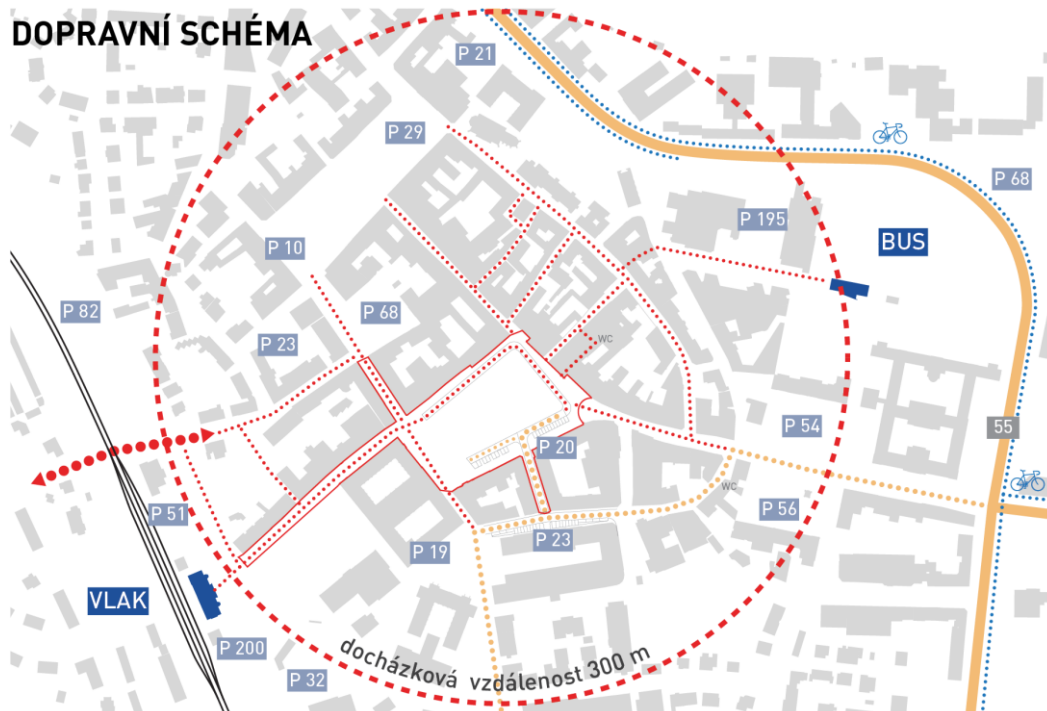 DOPRAVNÍ SCHÉMA
P 21
P 29
P 68
P 195
BUS
P 10
P 82
P 68
P 23
WC
P 54
55
P 20
P 51
WC
P 56
P 19
P 23
VLAK
P 200
P 32
docházková vzdálenost 300 m